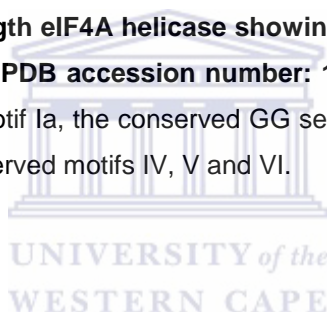 gth eIF4A helicase showin
PDB accession number:
otif Ia, the conserved GG se
erved motifs IV, V and VI.
UNIVERSITY of the
WESTERN CAPE